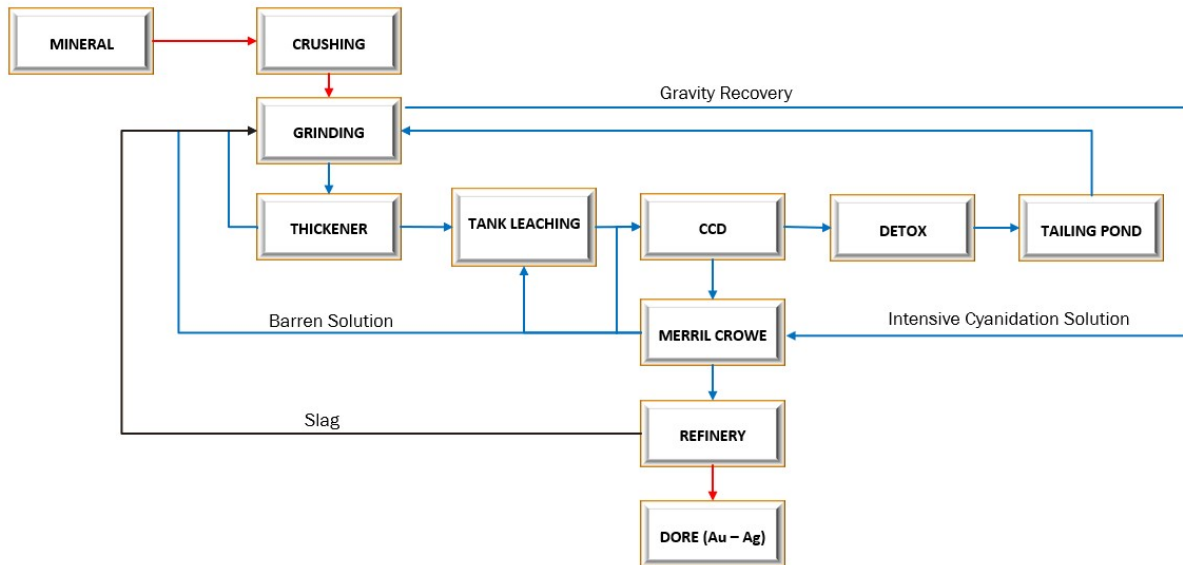 MINERAL
CRUSHING
Gravity Recovery
GRINDING
THICKENER
TANK LEACHING
CCD
DETOX
TAILING POND
Barren Solution
MERRIL CROWE
Intensive Cyanidation Solution
Slag
REFINERY
DORE (Au – Ag)